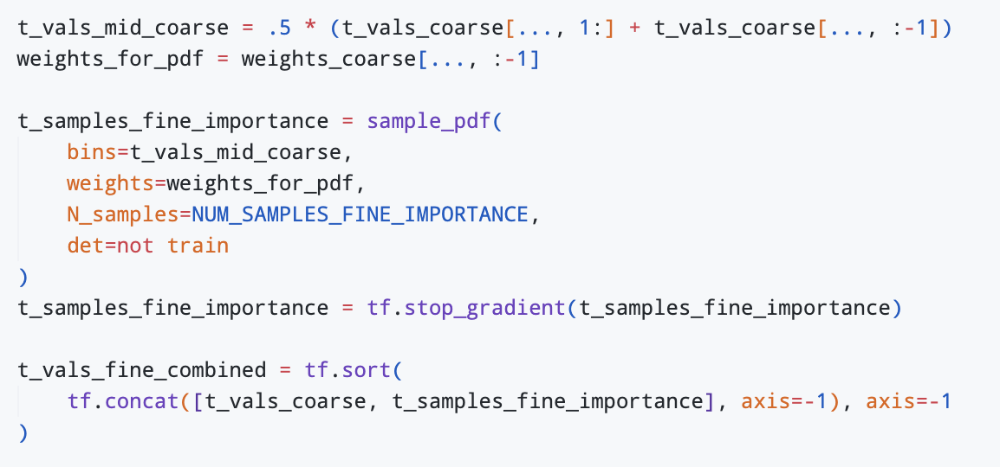 t_vals_mid_coarse = .5 * (t_vals_coarse[..., 1:] + t_vals_coarse[..., :-1])
weights_for_pdf = weights_coarse[..., :-1]

t_samples_fine_importance = sample_pdf(
    bins=t_vals_mid_coarse,
    weights=weights_for_pdf,
    N_samples=NUM_SAMPLES_FINE_IMPORTANCE,
    det=not train
)
t_samples_fine_importance = tf.stop_gradient(t_samples_fine_importance)

t_vals_fine_combined = tf.sort(
    tf.concat([t_vals_coarse, t_samples_fine_importance], axis=-1), axis=-1
)